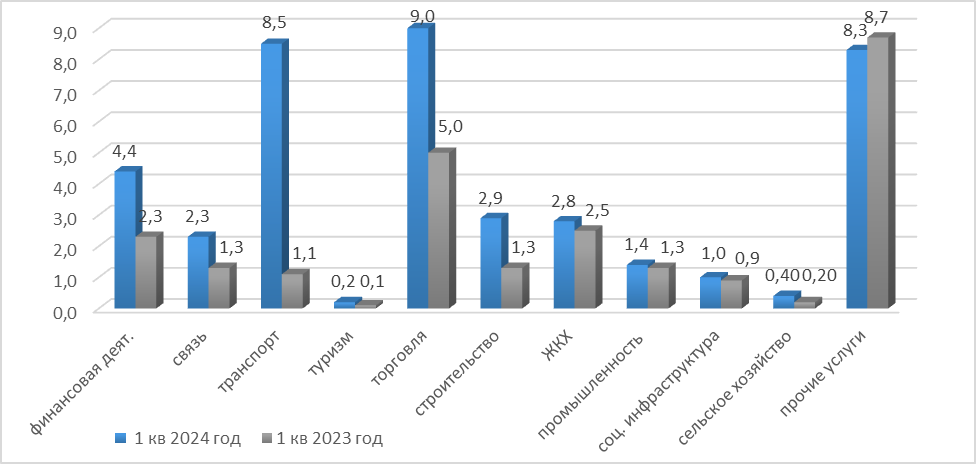 9,0
8,0
7,0
6,0
5,0
4,0
3,0
2,0
1,0
0,0
4,4
2,3
2,3
1,3
8,5
1,1
0,2
0,1
9,0
5,0
2,9
1,3
2,8
2,5
1,4
1,3
1,0
0,9
0,40
0,20
8,3
8,7
финансовая деят.
связь
транспорт
туризм
торговля
строительство
ЖКХ
промышленность
соц. инфраструктура
сельское хозяйство
прочие услуги
1 кв 2024 год
1 кв 2023 год